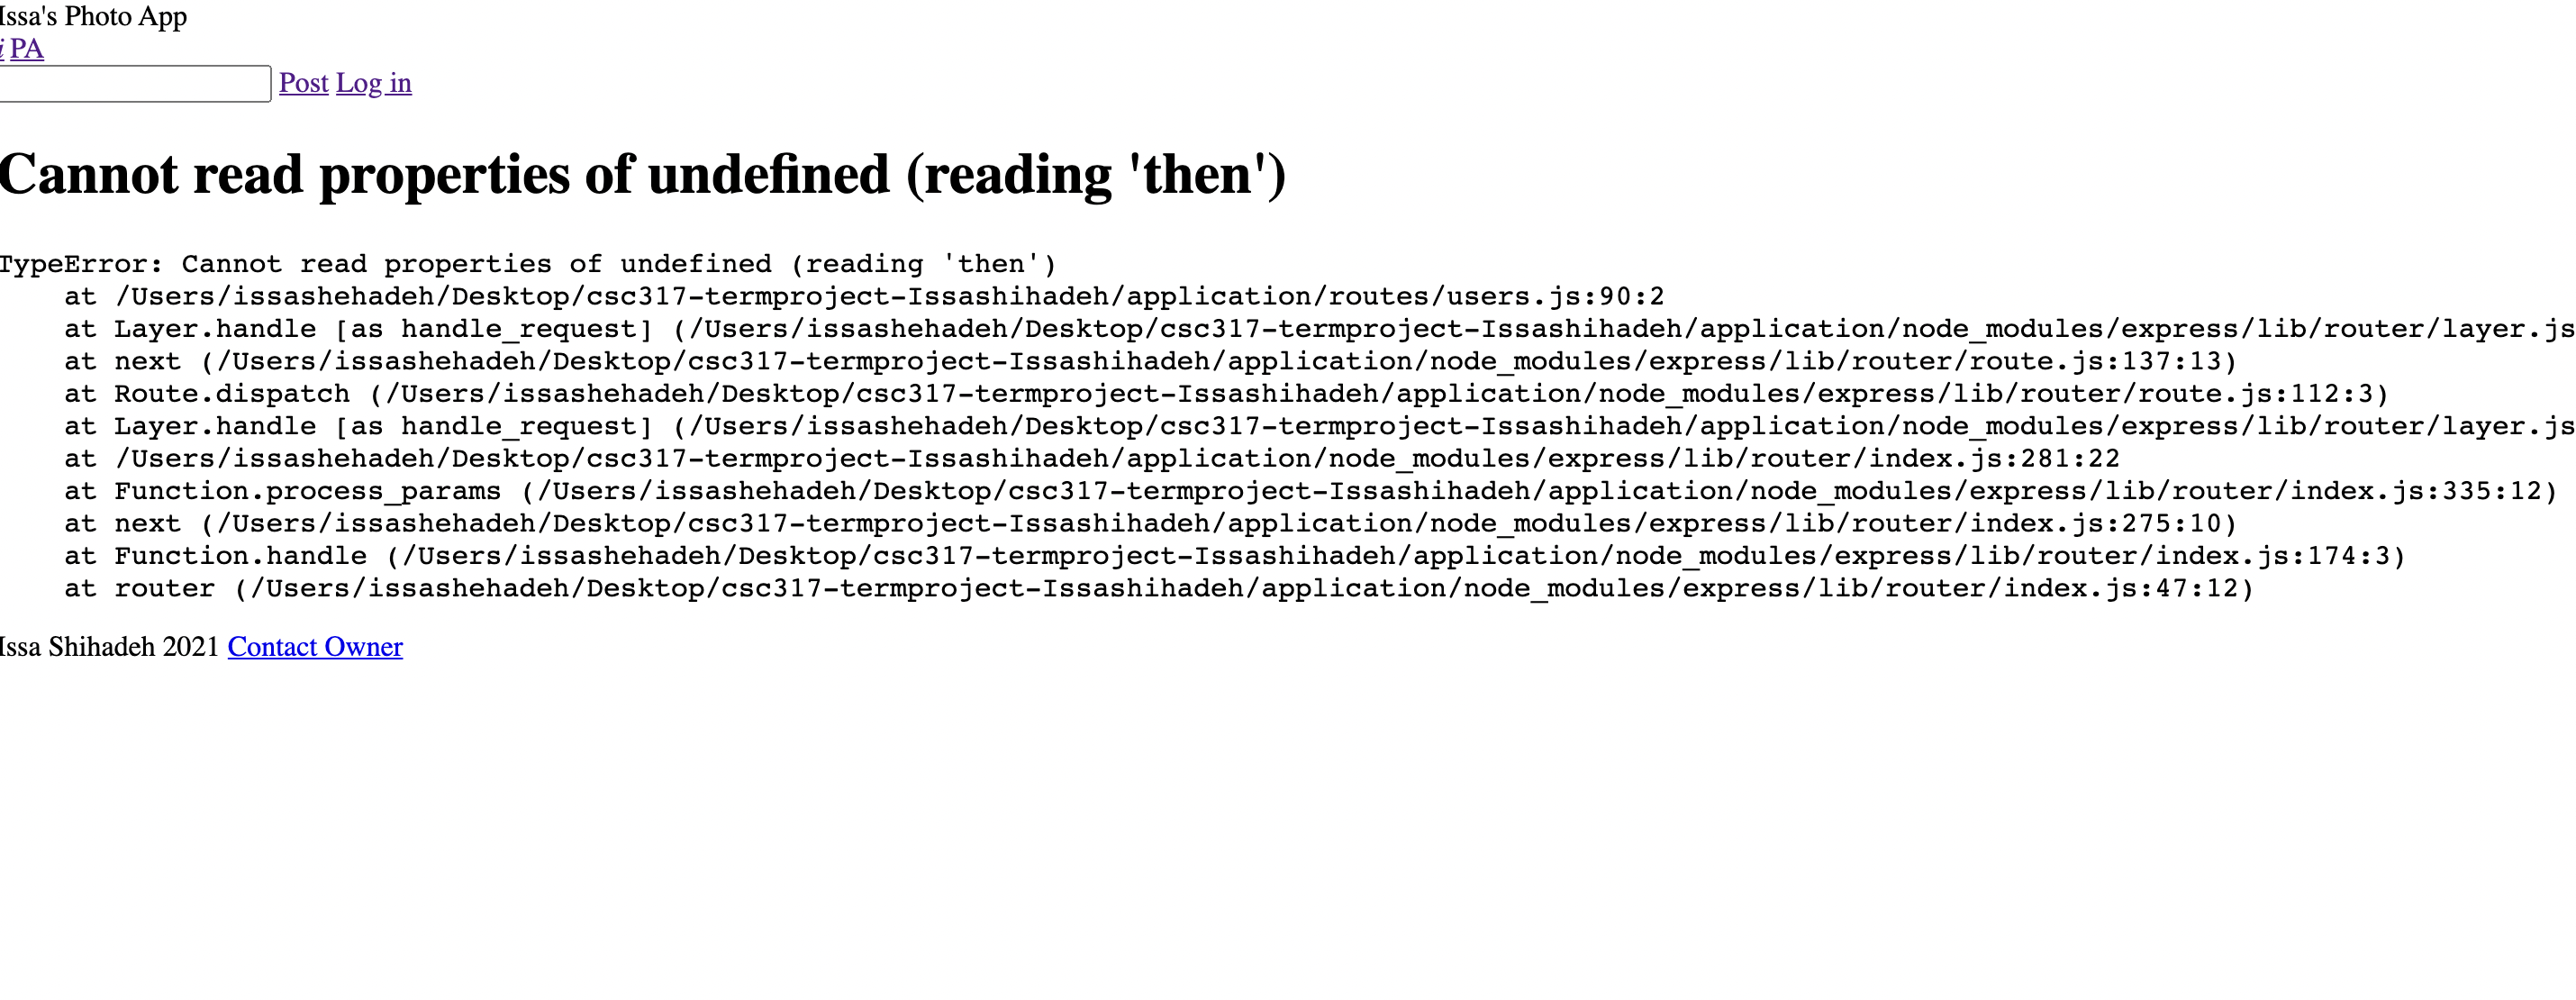 Issa's Photo App
i PA
Post Log in
Cannot read properties of undefined (reading 'then')
TypeError: Cannot read properties of undefined (reading 'then')
    at /Users/issashehadeh/Desktop/csc317-termproject-Issashihadeh/application/routes/users.js:90:2
    at Layer.handle [as handle_request] (/Users/issashehadeh/Desktop/csc317-termproject-Issashihadeh/application/node_modules/express/lib/router/layer.js
    at next (/Users/issashehadeh/Desktop/csc317-termproject-Issashihadeh/application/node_modules/express/lib/router/route.js:137:13)
    at Route.dispatch (/Users/issashehadeh/Desktop/csc317-termproject-Issashihadeh/application/node_modules/express/lib/router/route.js:112:3)
    at Layer.handle [as handle_request] (/Users/issashehadeh/Desktop/csc317-termproject-Issashihadeh/application/node_modules/express/lib/router/layer.js
    at /Users/issashehadeh/Desktop/csc317-termproject-Issashihadeh/application/node_modules/express/lib/router/index.js:281:22
    at Function.process_params (/Users/issashehadeh/Desktop/csc317-termproject-Issashihadeh/application/node_modules/express/lib/router/index.js:335:12)
    at next (/Users/issashehadeh/Desktop/csc317-termproject-Issashihadeh/application/node_modules/express/lib/router/index.js:275:10)
    at Function.handle (/Users/issashehadeh/Desktop/csc317-termproject-Issashihadeh/application/node_modules/express/lib/router/index.js:174:3)
    at router (/Users/issashehadeh/Desktop/csc317-termproject-Issashihadeh/application/node_modules/express/lib/router/index.js:47:12)
Issa Shihadeh 2021 Contact Owner